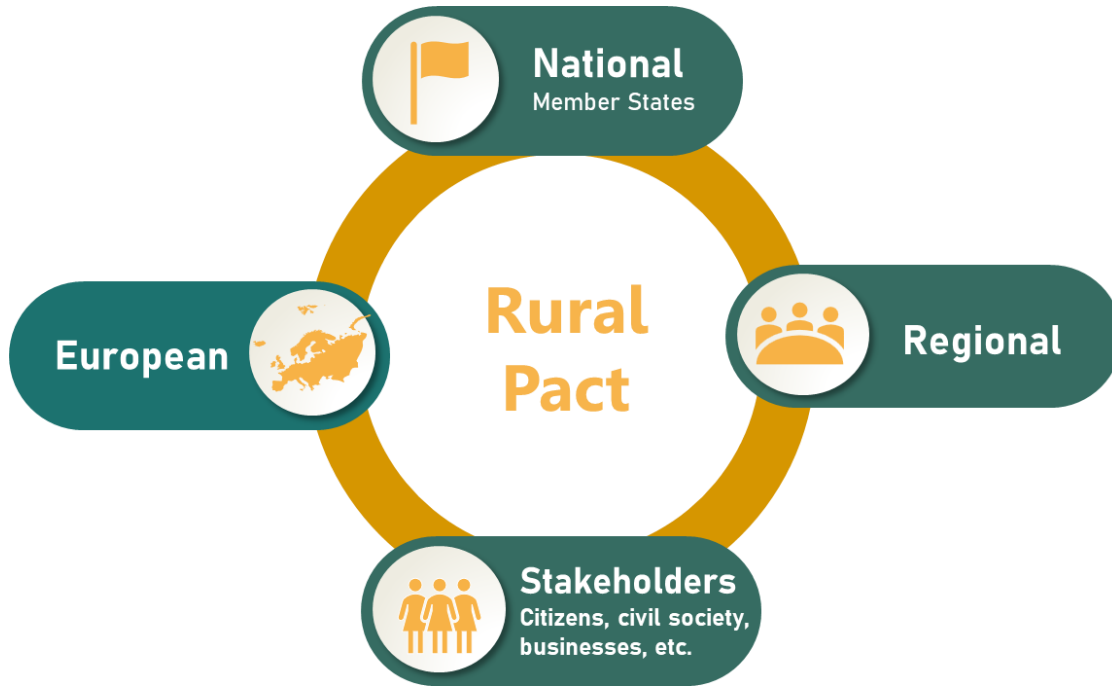 National
Member States
European
Rural
Pact
Regional
Stakeholders
Citizens, civil society,
businesses, etc.